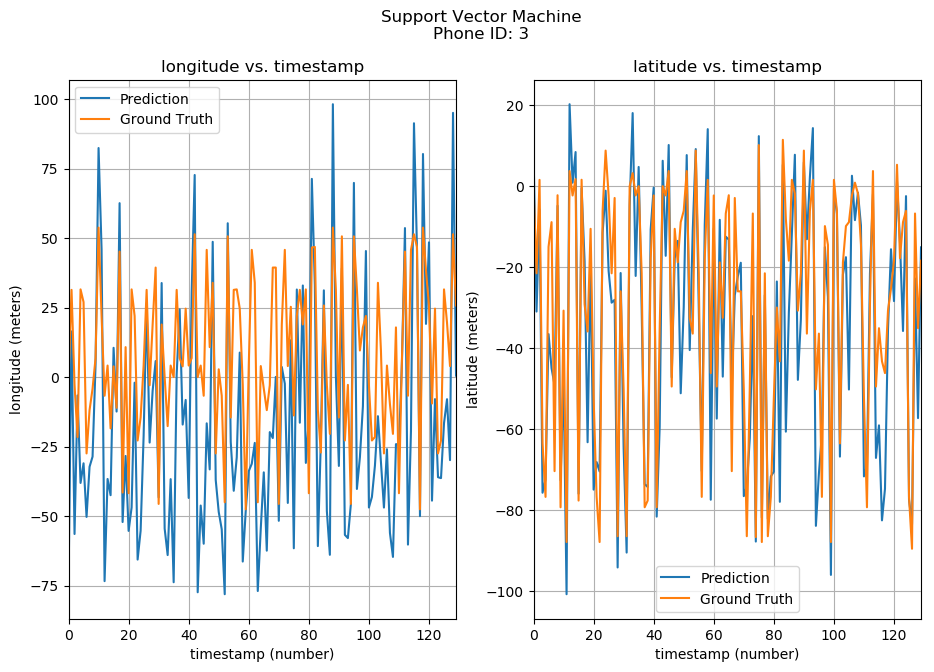 Support Vector Machine
Phone ID: 3
longitude vs. timestamp
Prediction
Ground Truth
longitude (meters)
100
75
50
25
0
−25
−50
−75
0
20
40
60
80
100
120
timestamp (number)
latitude vs. timestamp
Prediction
Ground Truth
latitude (meters)
20
0
−20
−40
−60
−80
−100
0
20
40
60
80
100
120
timestamp (number)